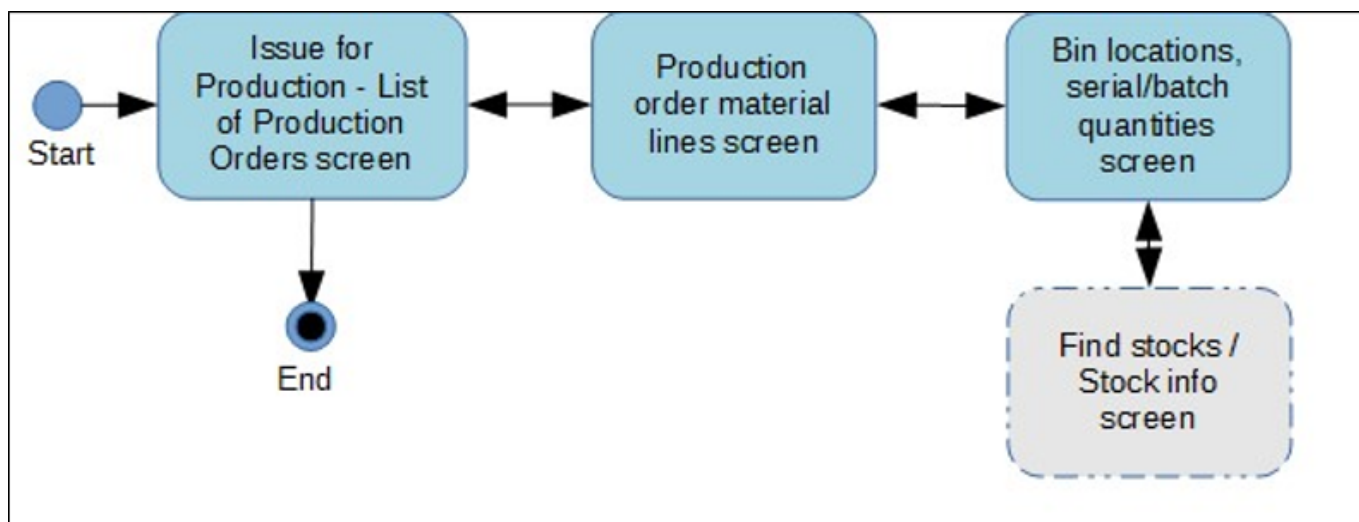 Start
Issue for
Production - List
of Production
Orders screen
End
Production
order material
lines screen
Bin locations,
serial/batch
quantities
screen
Find stocks /
Stock info
screen